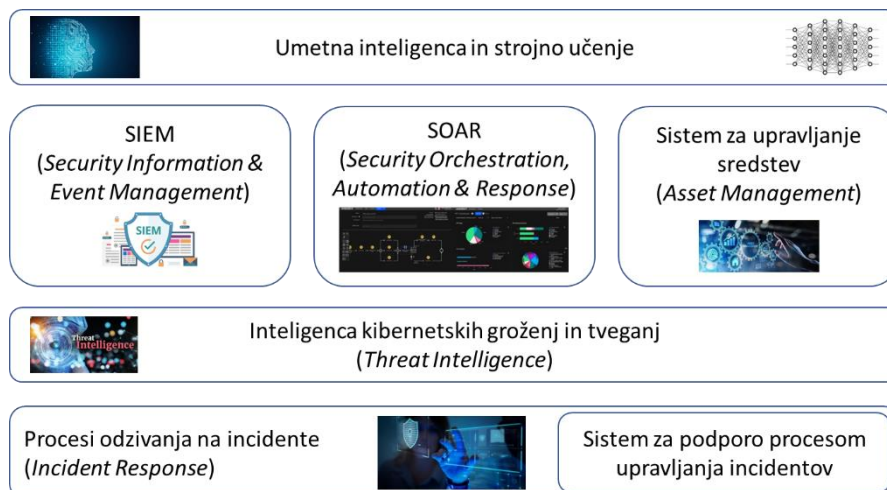 Umetna inteligenca in strojno učenje
SIEM
(Security Information &
Event Management)
SIEM
SOAR
(Security Orchestration,
Automation & Response)
Sistem za upravljanje
sredstev
(Asset Management)
Threat
Intelligence
Inteligenca kibernetskih groženj in tveganj
(Threat Intelligence)
Procesi odzivanja na incidente
(Incident Response)
Sistem za podporo procesom
upravljanja incidentov